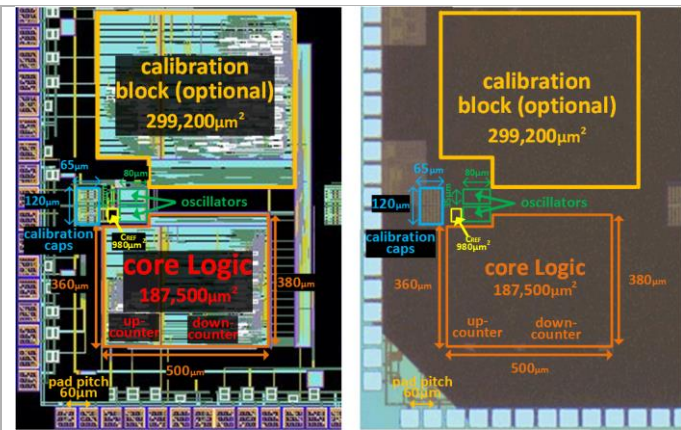 calibration
block (optional)
299,200µm²
65µm
80µm
oscillators
120µm
calibration
caps
CREF
980µm²
core Logic
187,500µm²
380µm
360µm
up-
counter
down-
counter
500µm
pad pitch
60µm
calibration
block (optional)
299,200µm²
65µm
80µm
oscillators
120µm
calibration
caps
CREF
980µm²
core Logic
187,500µm²
380µm
360µm
up-
counter
down-
counter
500µm
pad pitch
60µm